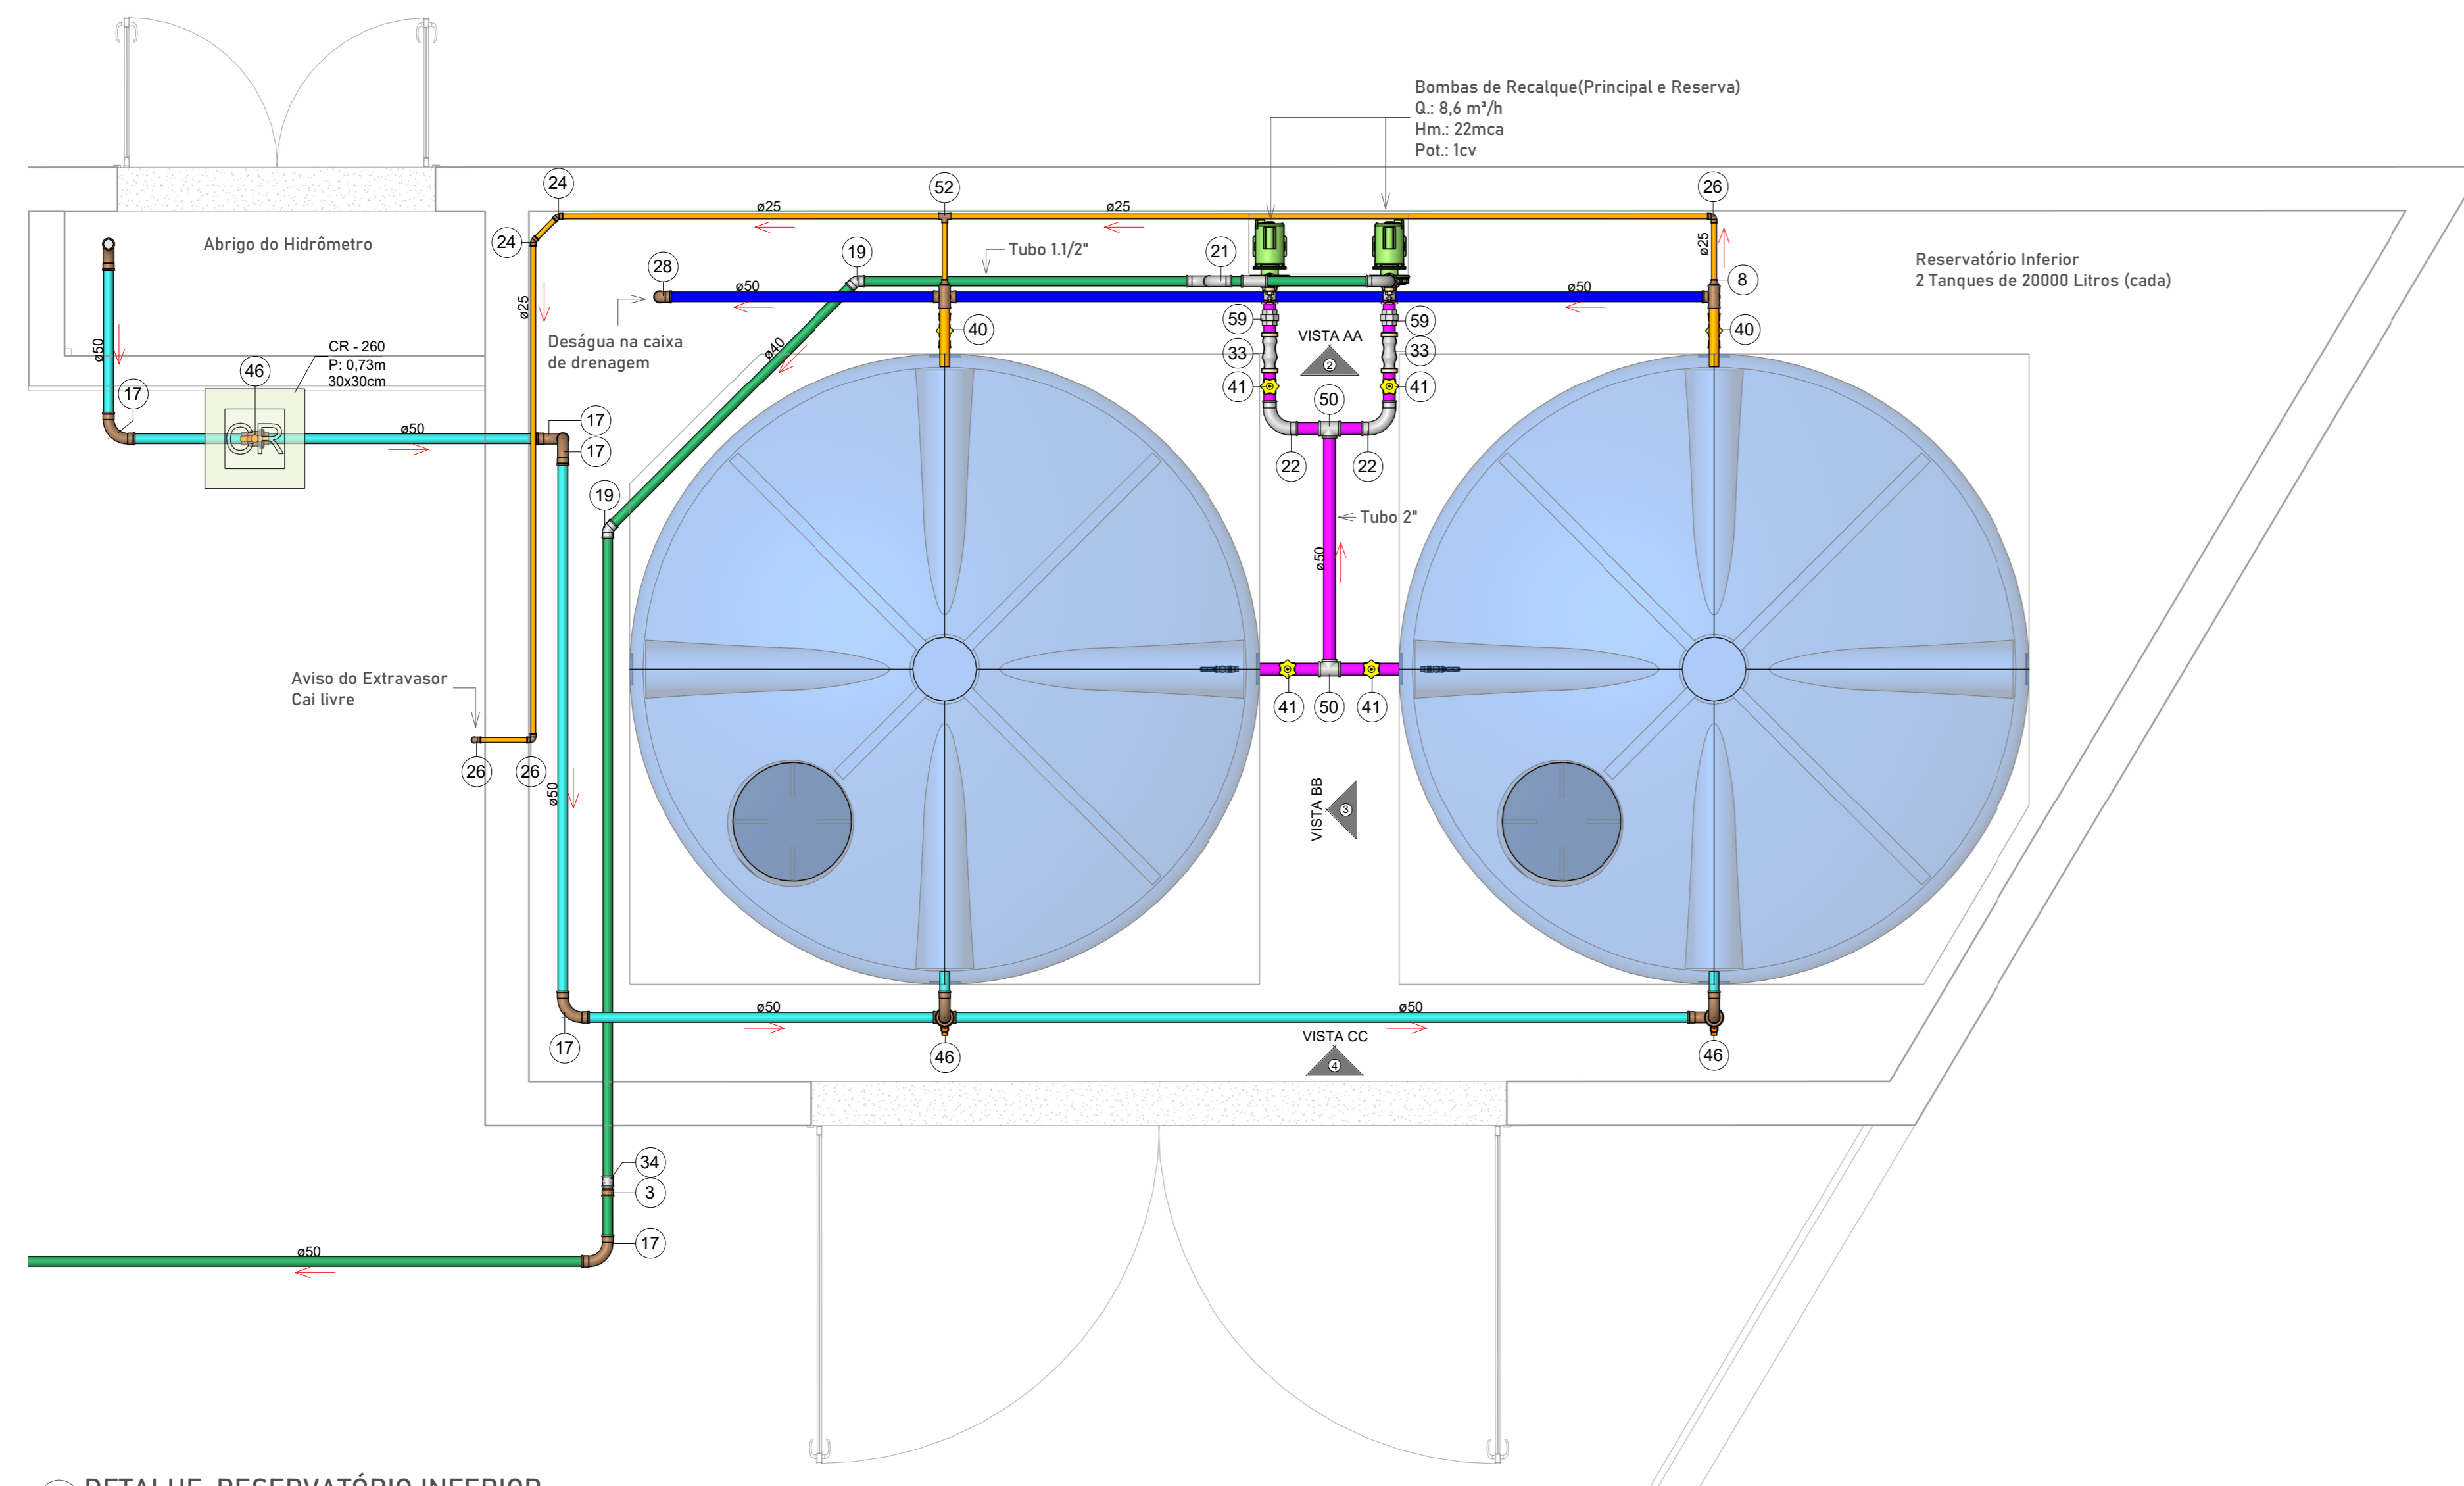 Bombas de Recalque(Principal e Reserva)
Q.: 8,6 m³/h
Hm.: 22mca
Pot.: 1cv
24
52
26
ø25
ø25
24
Abrigo do Hidrômetro
19
Tubo 1.1/2"
21
ø25
Reservatório Inferior
2 Tanques de 20000 Litros (cada)
28
ø50
ø50
8
ø25
Deságua na caixa
de drenagem
40
59
59
40
VISTA AA
2
ø40
33
33
ø50
46
CR - 260
P: 0,73m
30x30cm
41
41
17
50
CR
ø50
17
17
22
22
19
Tubo 2"
ø50
Aviso do Extravasor
Cai livre
41
50
41
26
26
ø50
VISTA BB
3
ø50
ø50
17
46
VISTA CC
4
46
34
3
17
ø50